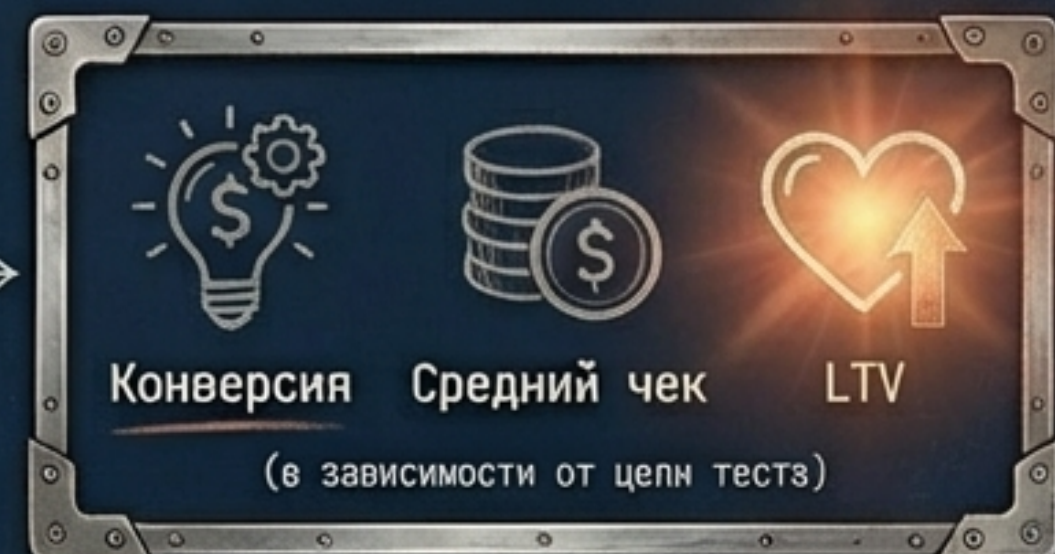 Конверсия Средний чек LTV
(в зависимости от цепн тестз)